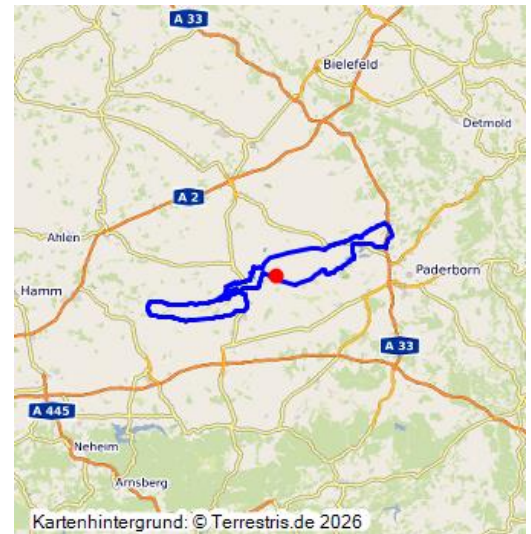 A 33
Bielefeld
Detmold
A 2
Ahlen
Paderborn
Hamm
A 33
A 445
Neheim
Arnsberg
Kartenhintergrund: © Terrestris.de 2026